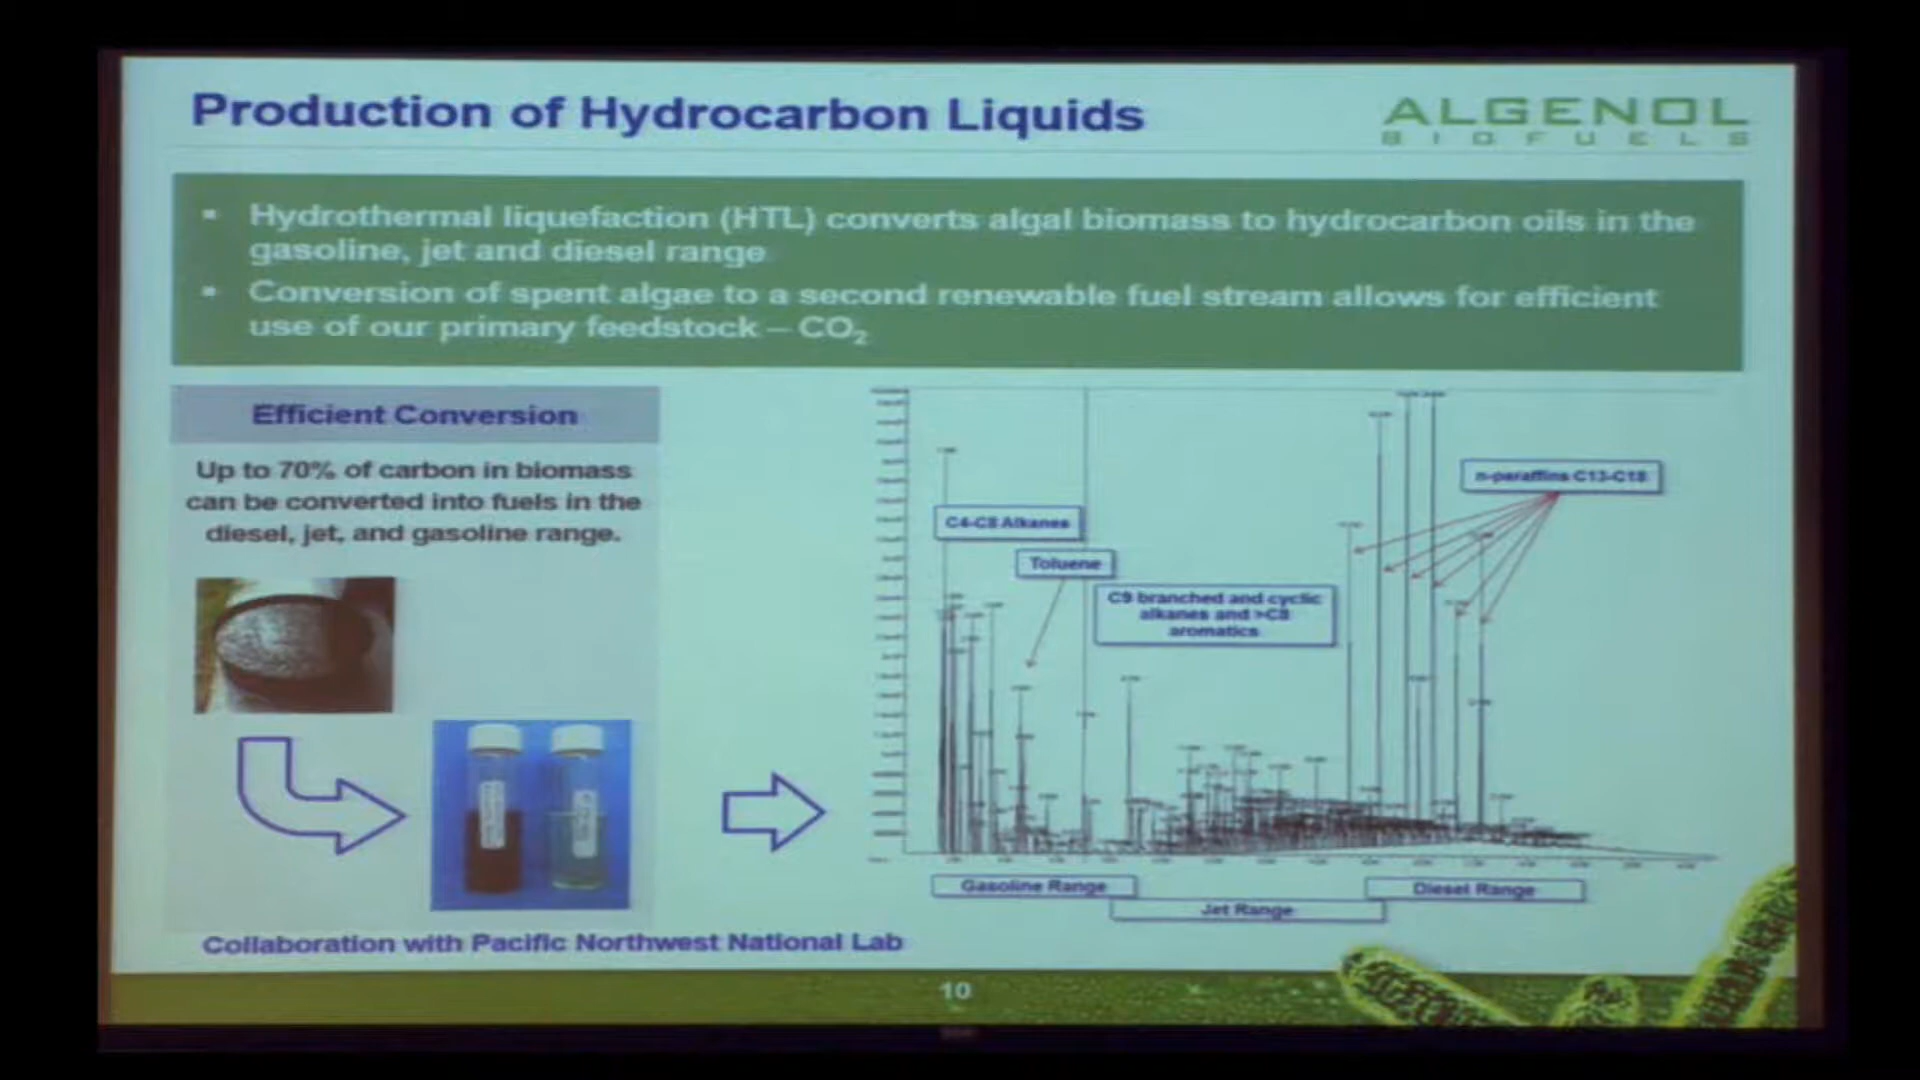 Production of Hydrocarbon Liquids
ALGENOL
BIOFUELS
▪ Hydrothermal liquefaction (HTL) converts algal biomass to hydrocarbon oils in the
gasoline, jet and diesel range
▪ Conversion of spent algae to a second renewable fuel stream allows for efficient
use of our primary feedstock – CO₂
Efficient Conversion
Up to 70% of carbon in biomass
can be converted into fuels in the
diesel, jet, and gasoline range.
n-paraffins C13-C18
C4-C8 Alkanes
Toluene
C9 branched and cyclic
alkanes and >C8
aromatics
Gasoline Range
Diesel Range
Jet Range
Collaboration with Pacific Northwest National Lab
10